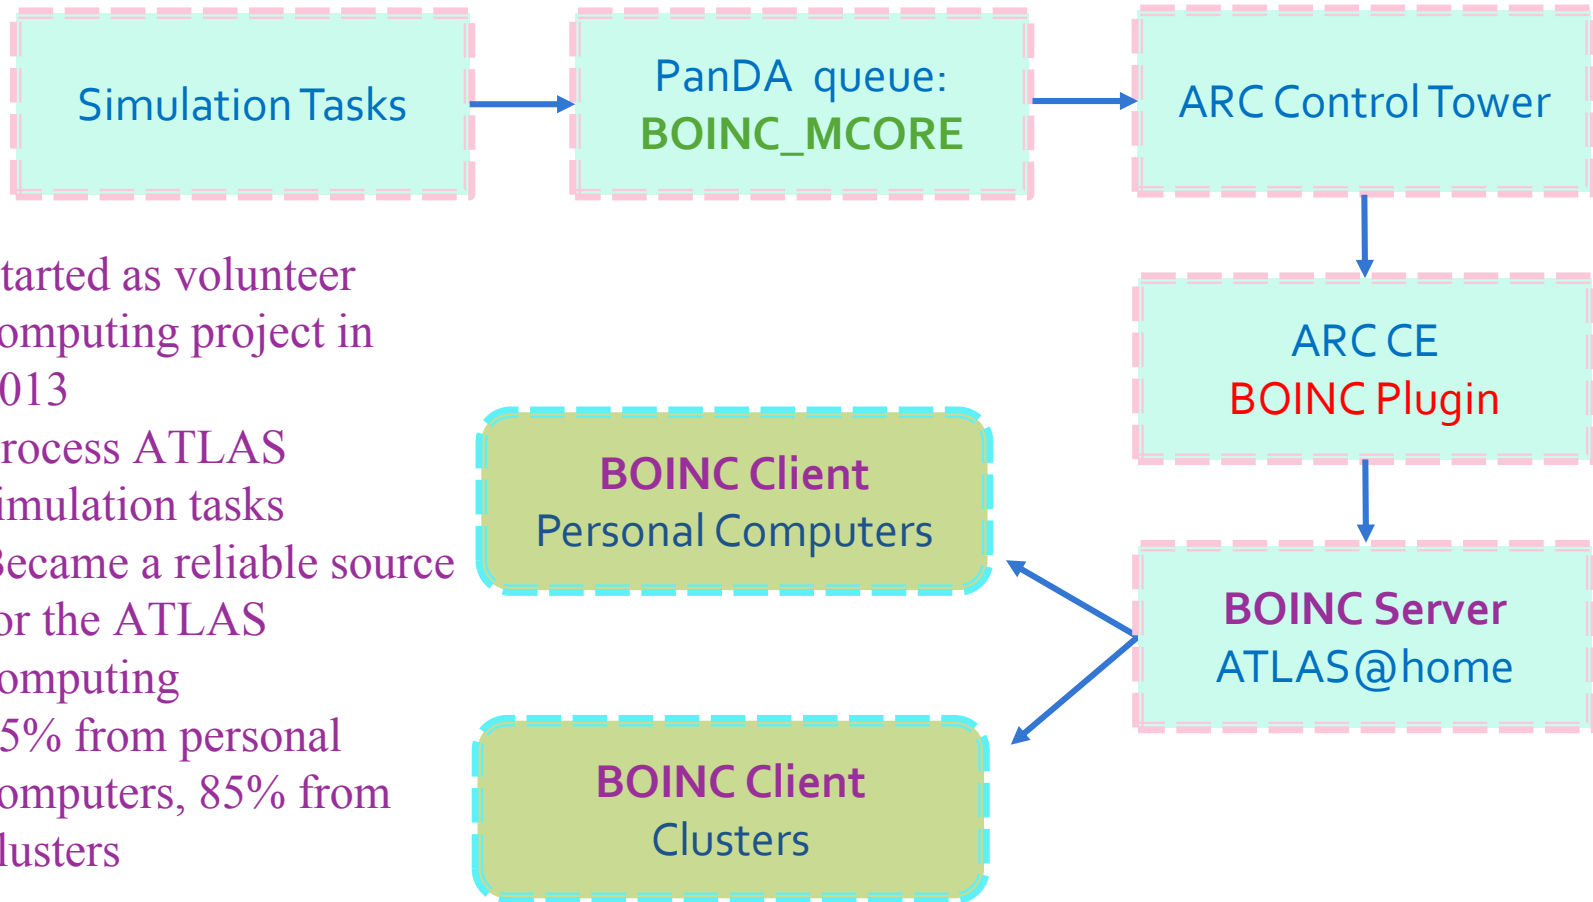 Simulation Tasks
PanDA queue:
BOINC_MCORE
ARC Control Tower
ARC CE
BOINC Plugin
BOINC Server
ATLAS@home
BOINC Client
Personal Computers
BOINC Client
Clusters
tarted as volunteer
omputing project in
013
rocess ATLAS
imulation tasks
Became a reliable source
or the ATLAS
omputing
5% from personal
omputers, 85% from
lusters